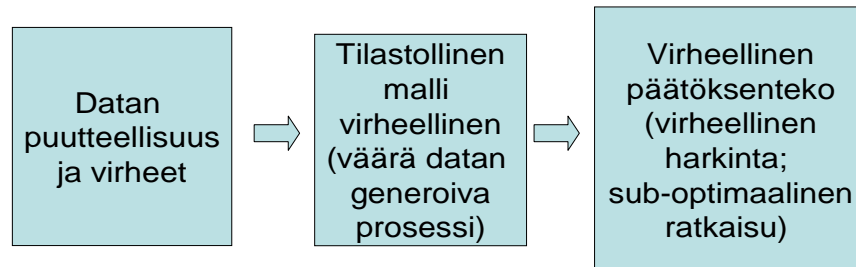 Datan
puutteellisuus
ja virheet
Tilastollinen
malli
virheellinen
(väärä datan
generoiva
prosessi)
Virheellinen
päätöksenteko
(virheellinen
harkinta;
sub-optimaalinen
ratkaisu)